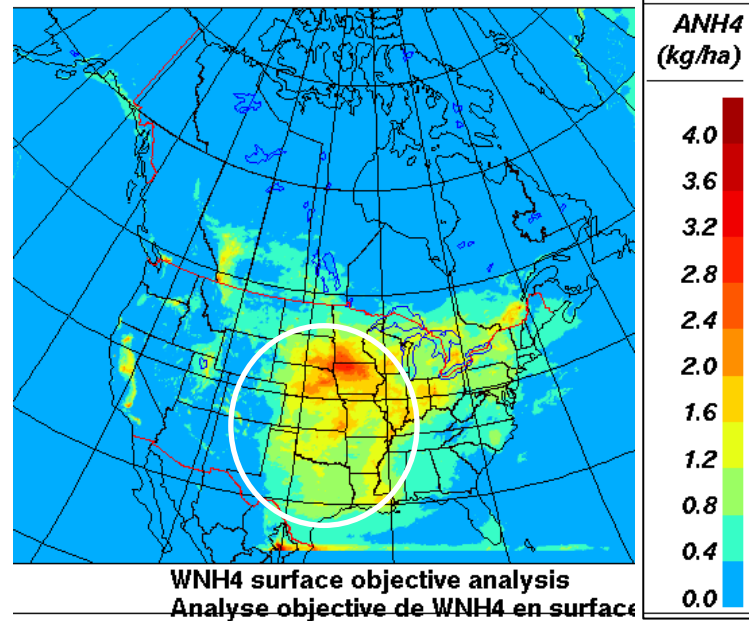 ANH4
(kg/ha)
4.0
3.6
3.2
2.8
2.4
2.0
1.6
1.2
0.8
0.4
0.0
WNH4 surface objective analysis
Analyse objective de WNH4 en surface